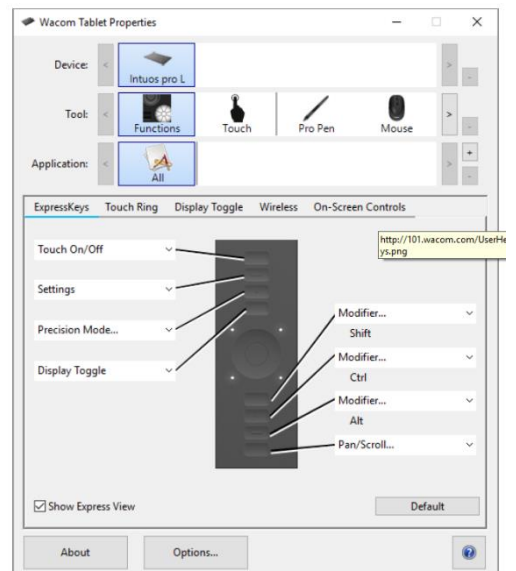 Wacom Tablet Properties
Device:
Intuos pro L
Tool:
Functions Touch Pro Pen Mouse
Application:
All
ExpressKeys Touch Ring Display Toggle Wireless On-Screen Controls
http://101.wacom.com/UserHe
ys.png
Touch On/Off
Settings
Precision Mode...
Display Toggle
Modifier...
Shift
Modifier...
Ctrl
Modifier...
Alt
Pan/Scroll...
Show Express View
Default
About Options...